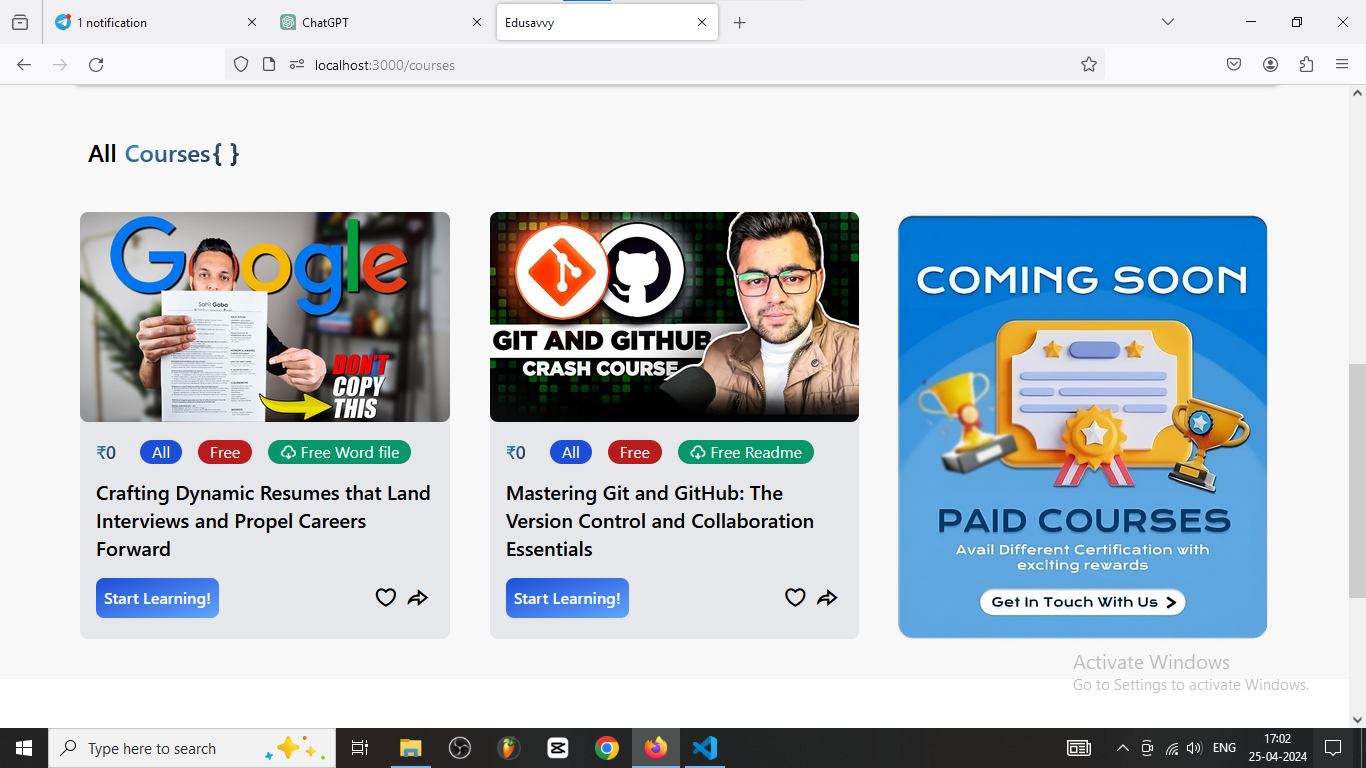 1 notification
ChatGPT
Edusavvy
localhost:3000/courses
All Courses{ }
Google
Sahil Gaba
DON'T
COPY
THIS
₹0 All Free Free Word file
Crafting Dynamic Resumes that Land
Interviews and Propel Careers
Forward
Start Learning!
GIT AND GITHUB
CRASH COURSE
₹0 All Free Free Readme
Mastering Git and GitHub: The
Version Control and Collaboration
Essentials
Start Learning!
COMING SOON
PAID COURSES
Avail Different Certification with
exciting rewards
Get In Touch With Us >
Activate Windows
Go to Settings to activate Windows.
Type here to search
ENG
17:02
25-04-2024